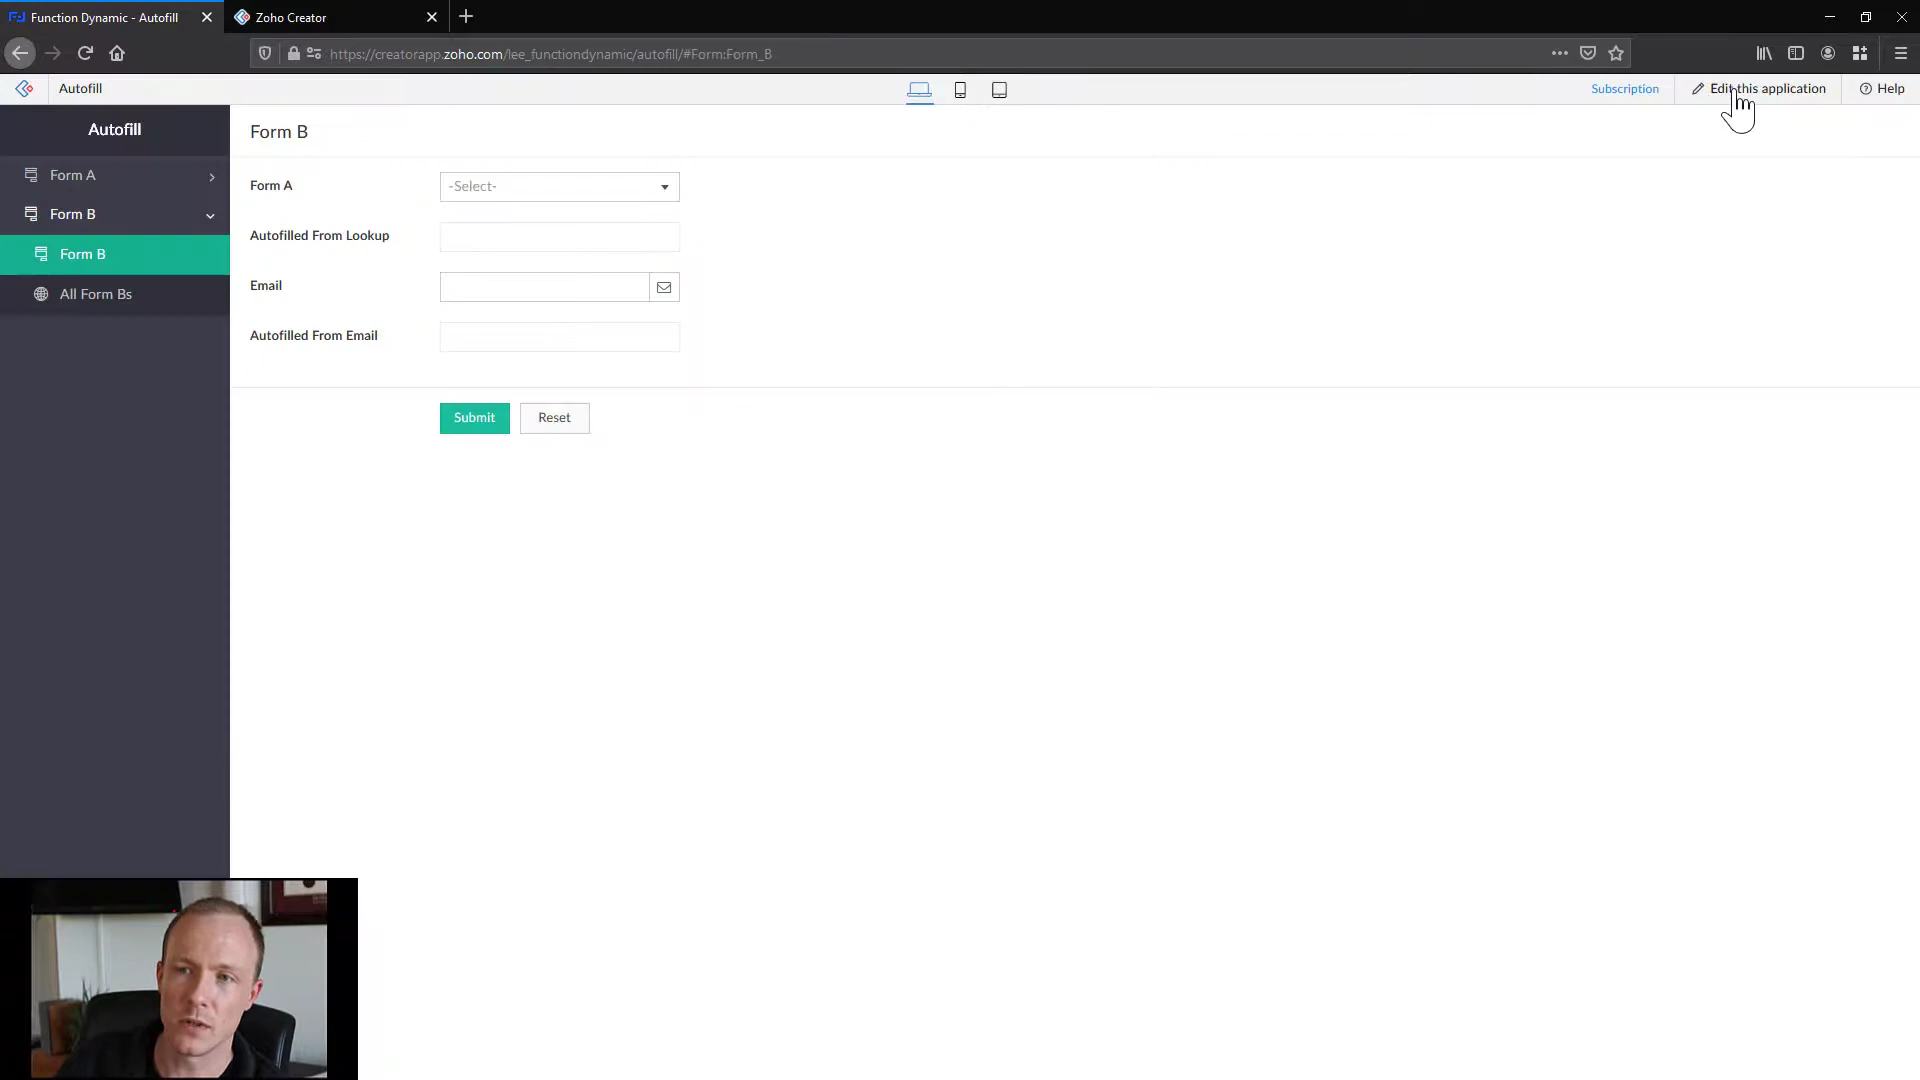 Function Dynamic - Autofill
Zoho Creator
https://creatorapp.zoho.com/lee_functiondynamic/autofill/#Form:Form_B
Autofill
Subscription
Edit this application
Help
Autofill
Form A
Form B
Form B
All Form Bs
Form B
Form A
-Select-
Autofilled From Lookup
Email
Autofilled From Email
Submit
Reset